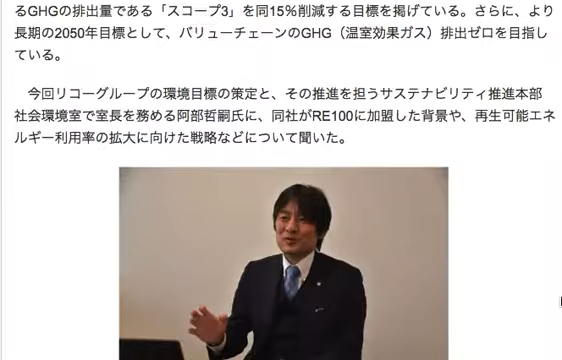 るGHGの排出量である「スコープ3」を同15%削減する目標を掲げている。さらに、より
長期の2050年目標として、バリューチェーンのGHG（温室効果ガス）排出ゼロを目指し
ている。
今回リコーグループの環境目標の策定と、その推進を担うサステナビリティ推進本部
社会環境室で室長を務める阿部哲嗣氏に、同社がRE100に加盟した背景や、再生可能エネ
ルギー利用率の拡大に向けた戦略などについて聞いた。